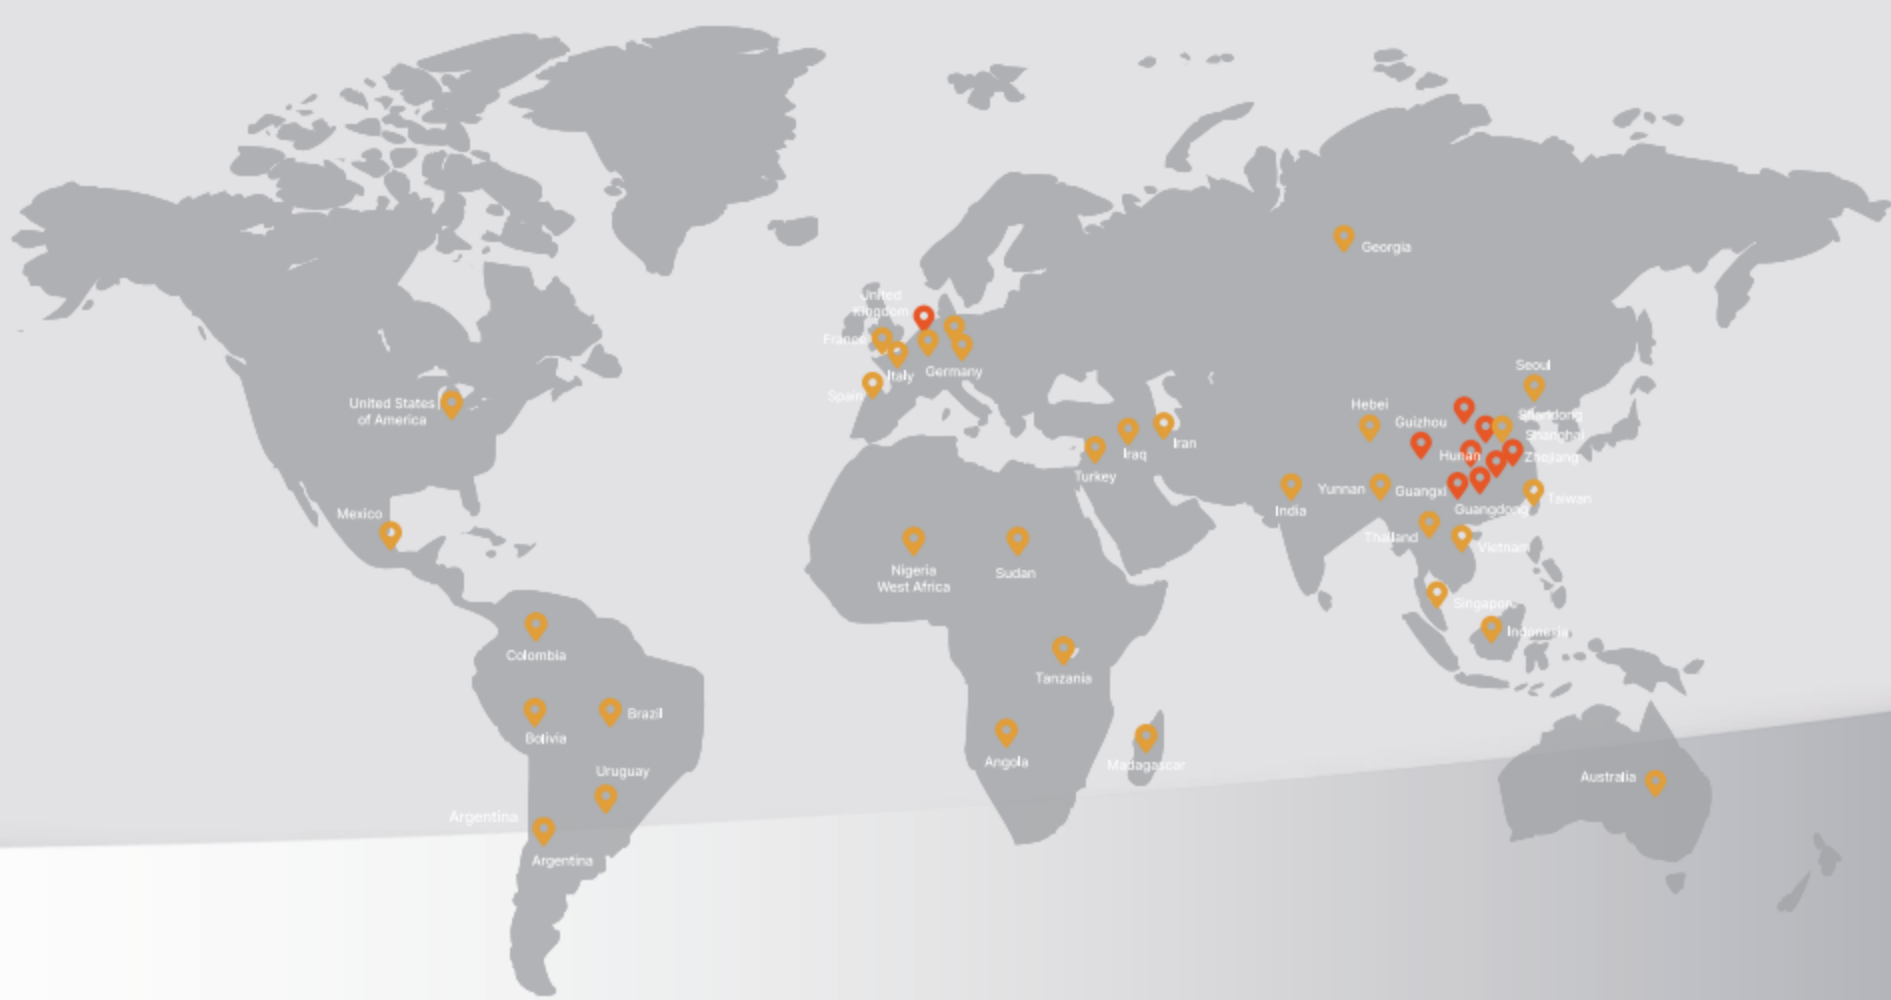 Georgia
United
Kingdom
France
Italy
Germany
Spain
Seoul
United States
of America
Hebei
Guizhou
Shandong
Shanghai
Hunan
Zhejiang
Iran
Iraq
Turkey
India
Yunnan
Guangxi
Taiwan
Guangdong
Mexico
Thailand
Vietnam
Nigeria
West Africa
Sudan
Singapore
Indonesia
Colombia
Tanzania
Brazil
Bolivia
Angola
Madagascar
Uruguay
Australia
Argentina
Argentina